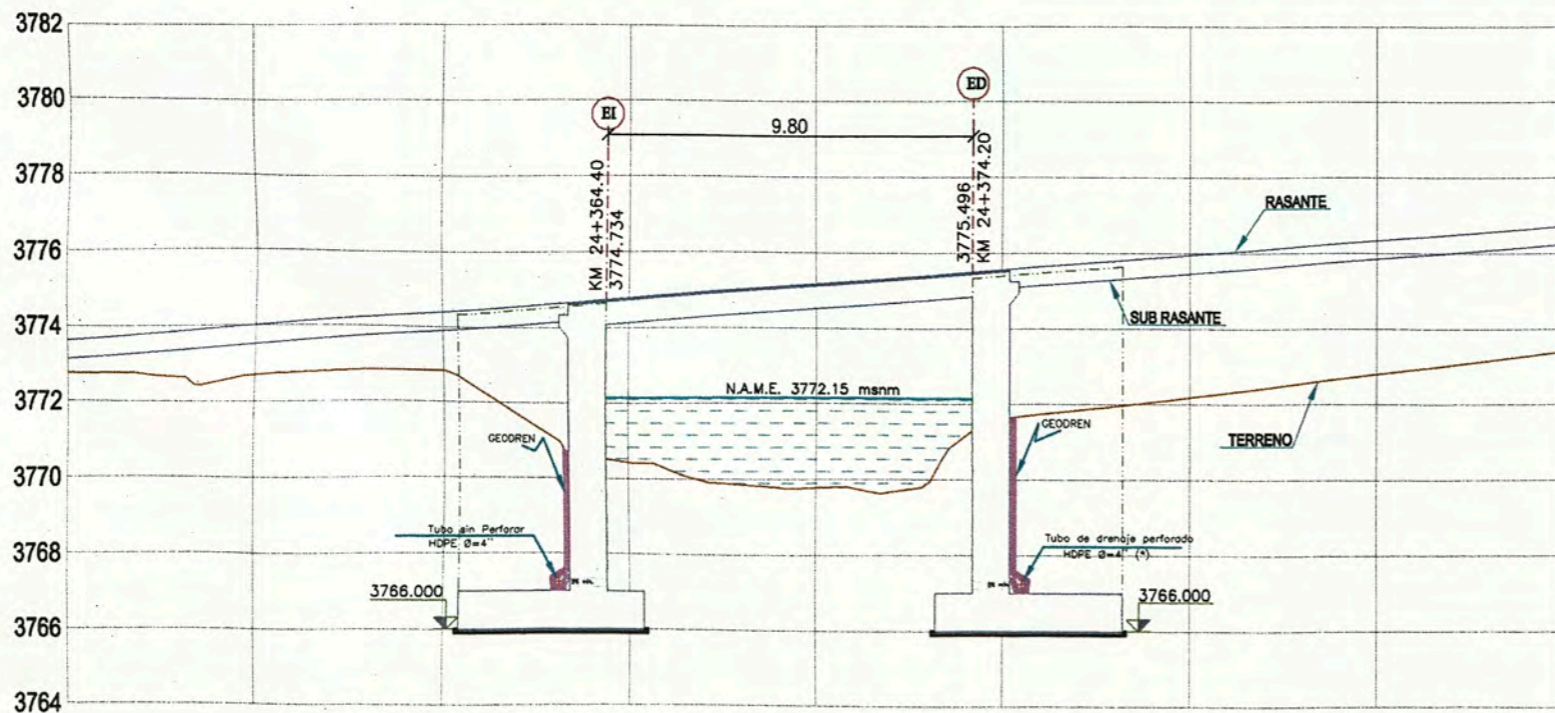 3782
3780
3778
3776
3774
3772
3770
3768
3766
3764
EI
ED
9.80
KM 24+364.40
3774.734
3775.496
KM 24+374.20
RASANTE
SUB RASANTE
N.A.M.E. 3772.15 msnm
GEODREN
GEODREN
TERRENO
Tubo sin Perforar
HDPE Ø=4"
Tubo de drenaje perforado
HDPE Ø=4" (*)
3766.000
3766.000